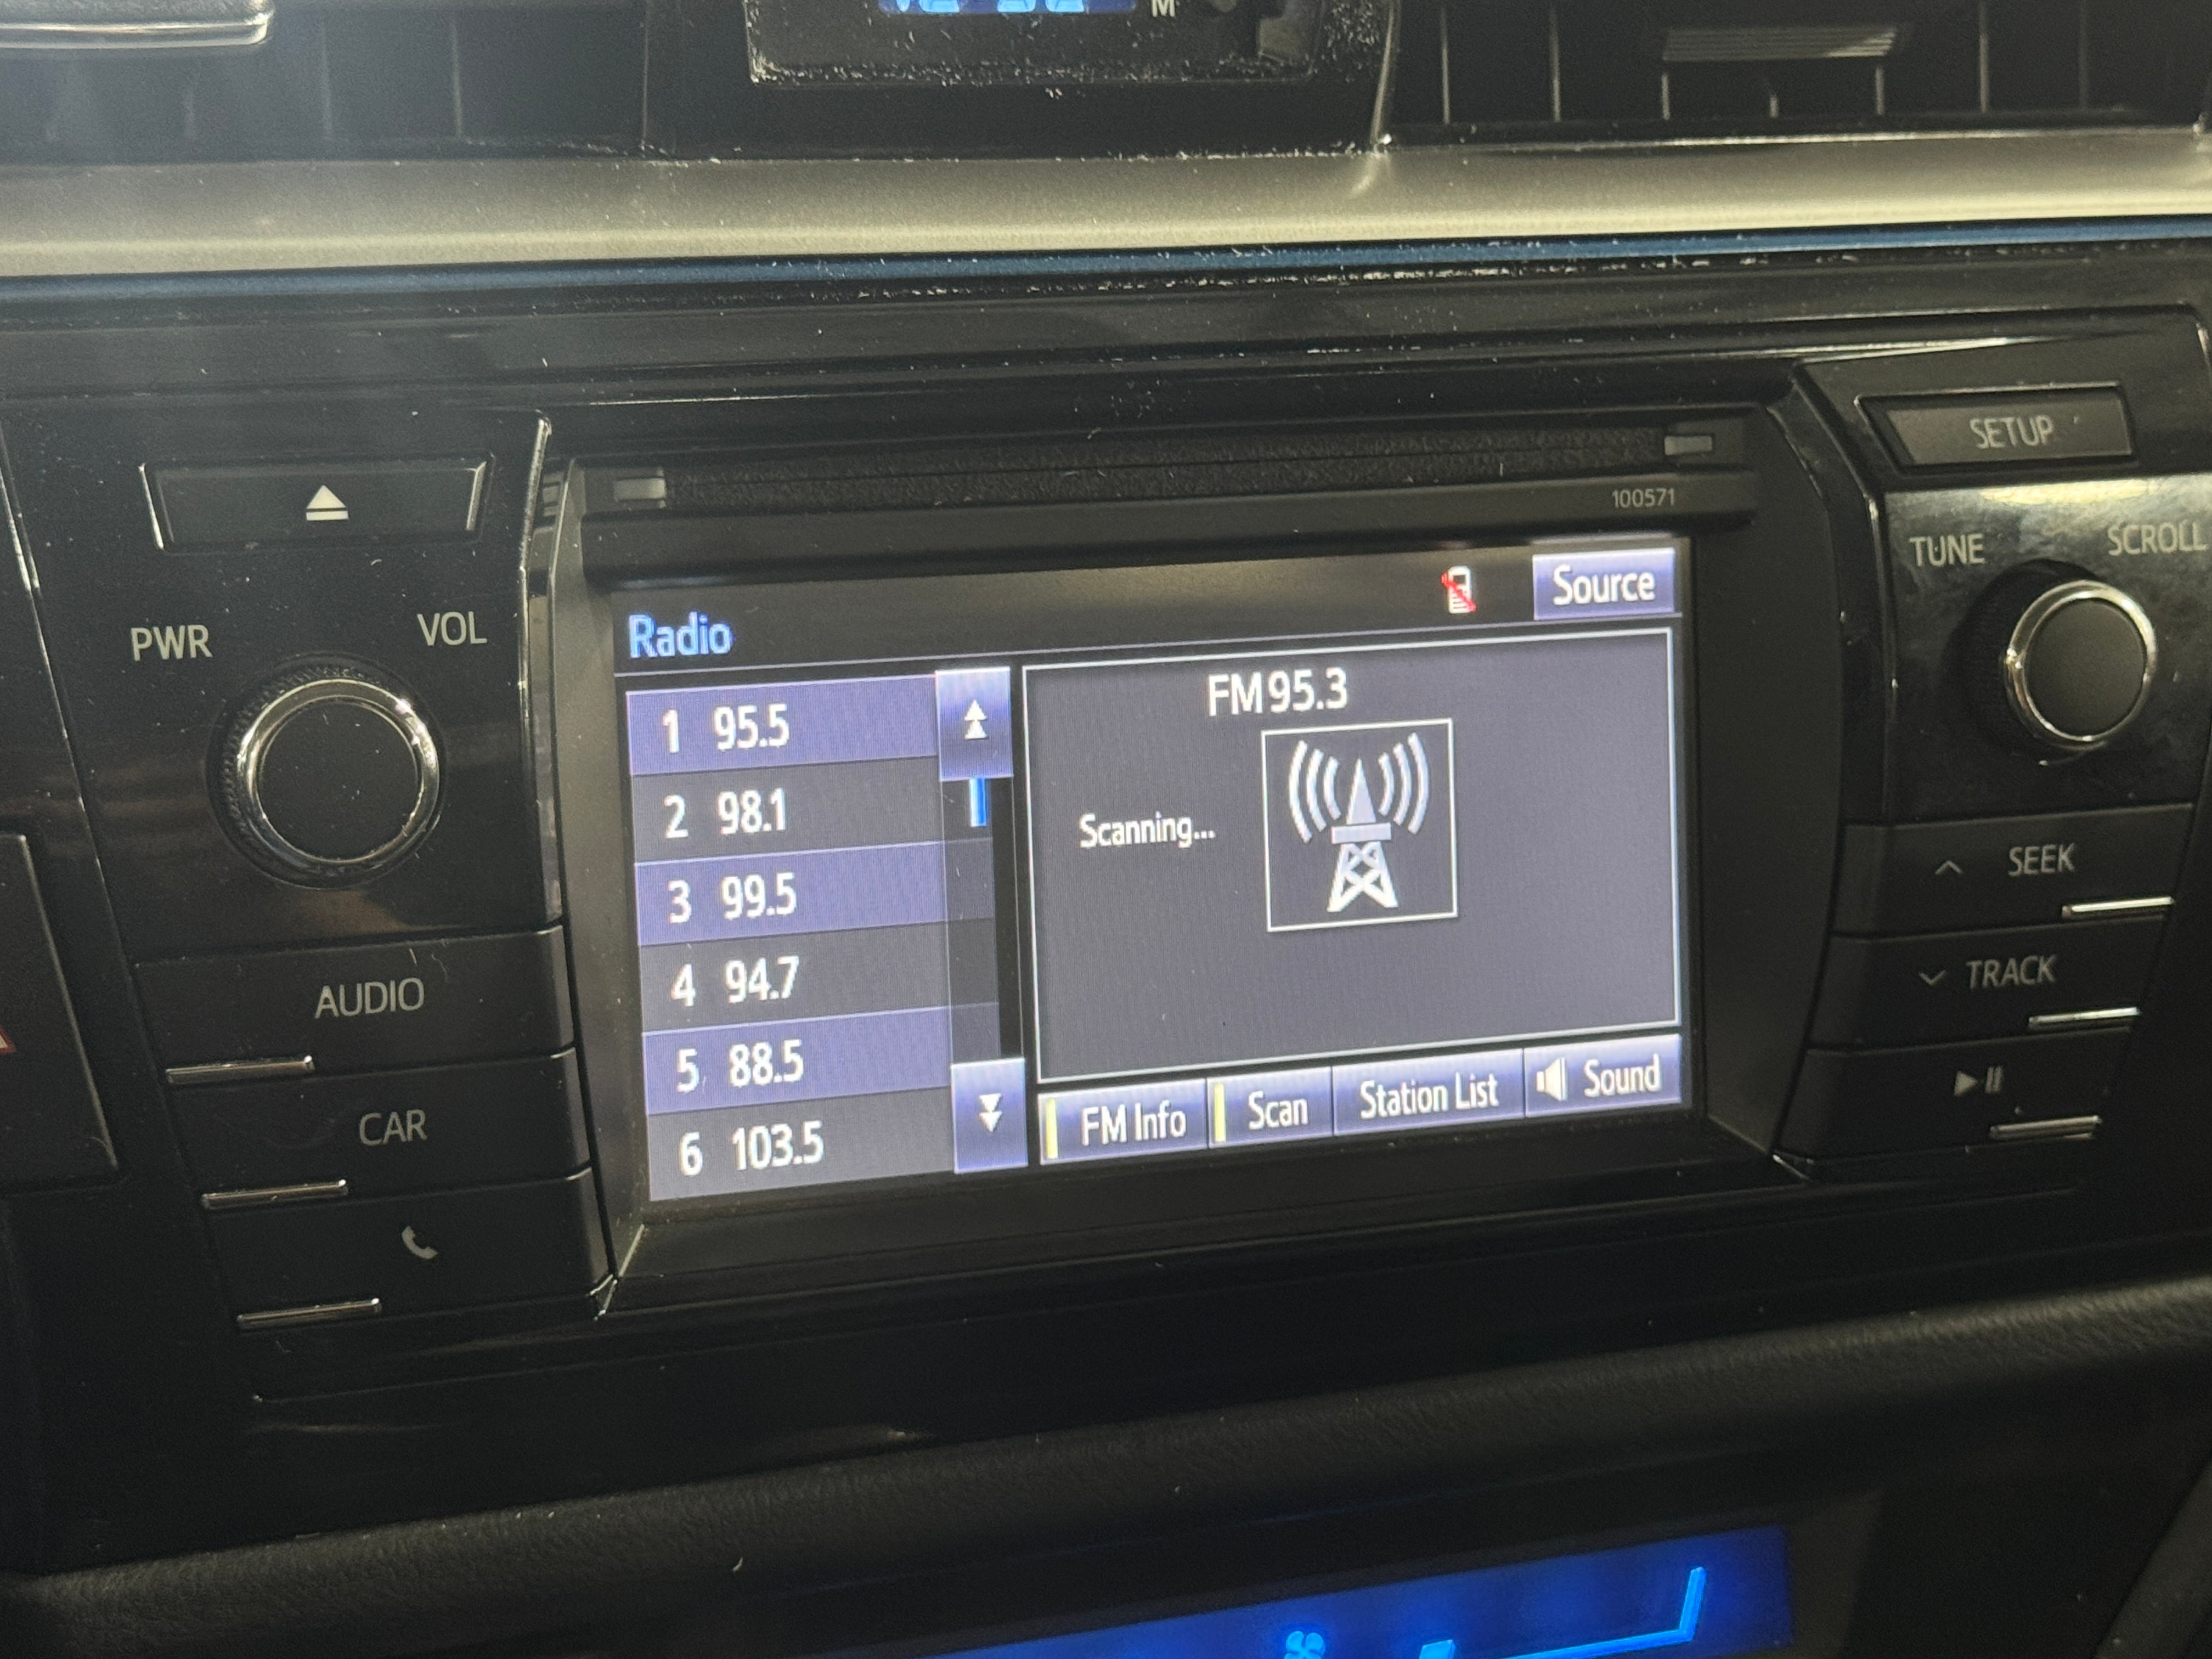 M
SETUP
100571
TUNE SCROLL
PWR VOL
Radio
Source
1 95.5
2 98.1
3 99.5
4 94.7
5 88.5
6 103.5
FM 95.3
Scanning...
FM Info
Scan
Station List
Sound
AUDIO
CAR
SEEK
TRACK